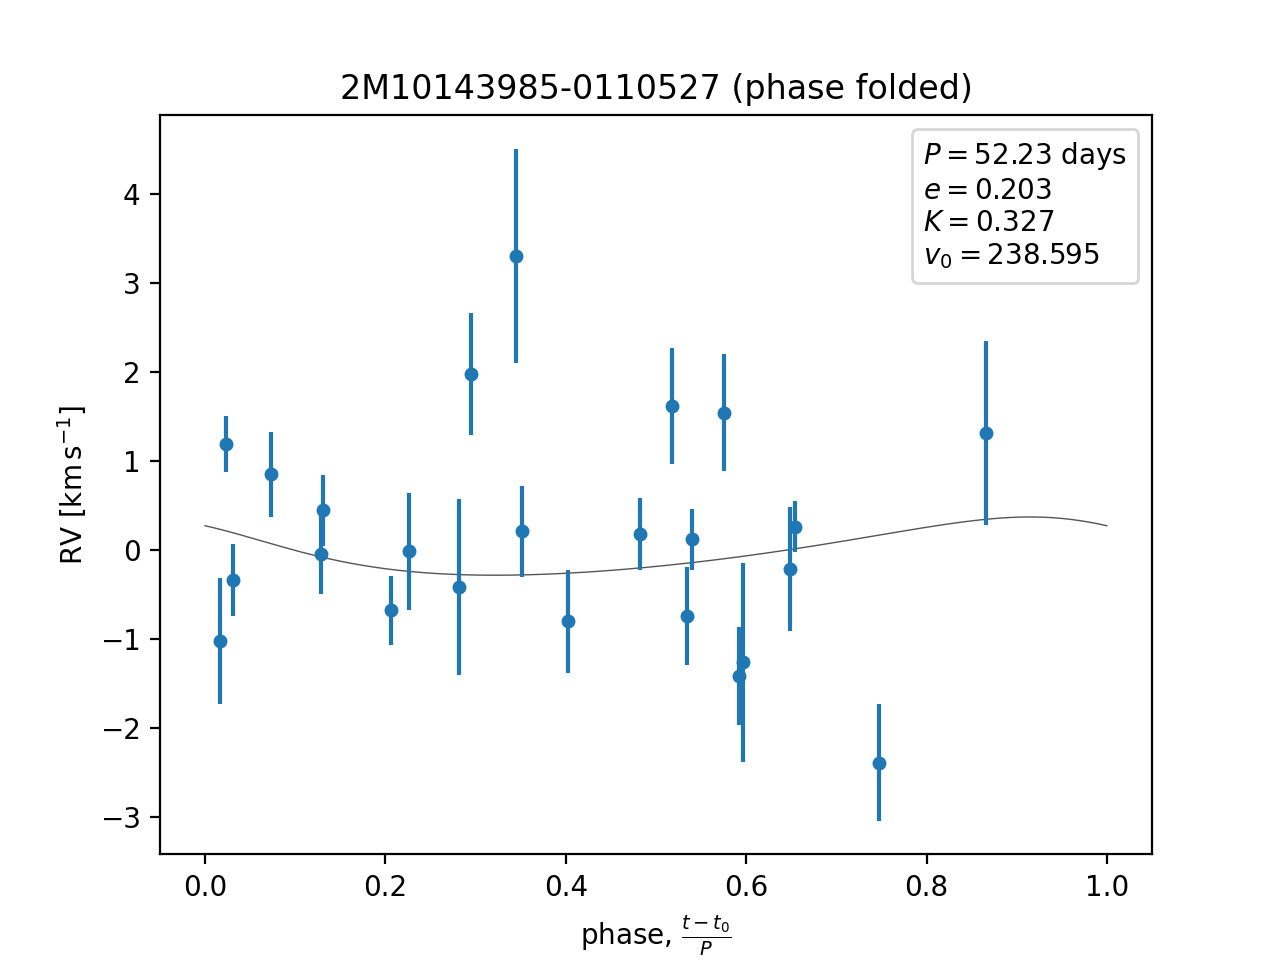 2M10143985-0110527 (phase folded)
P = 52.23 days
e = 0.203
K = 0.327
v₀ = 238.595
RV [km s⁻¹]
4
3
2
1
0
−1
−2
−3
0.0 0.2 0.4 0.6 0.8 1.0
phase, (t − t₀)/P